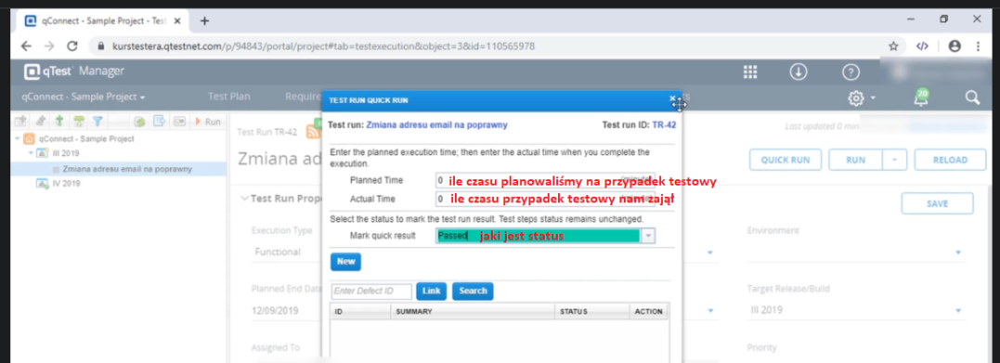 qConnect - Sample Project - Test
kurstestera.qtestnet.com/p/94843/portal/project#tab=testexecution&object=3&id=110565978
qTest Manager
qConnect - Sample Project
Test Plan
20
TEST RUN QUICK RUN
Run
qConnect - Sample Project
III 2019
Zmiana adresu email na poprawny
IV 2019
Test Run TR-42
Last updated 0 min
Zmiana ad
QUICK RUN
RUN
RELOAD
Test run: Zmiana adresu email na poprawny
Test run ID: TR-42
Enter the planned execution time; then enter the actual time when you complete the
execution.
Planned Time
0
ile czasu planowaliśmy na przypadek testowy
Actual Time
0
ile czasu przypadek testowy nam zajął
Select the status to mark the test run result. Test steps status remains unchanged.
Mark quick result
Passed
jaki jest status
New
Enter Defect ID
Link
Search
ID
SUMMARY
STATUS
ACTION
Test Run Prop
SAVE
Execution Type
Functional
Environment
Planned End Date
12/09/2019
Target Release/Build
III 2019
Assigned To
Priority